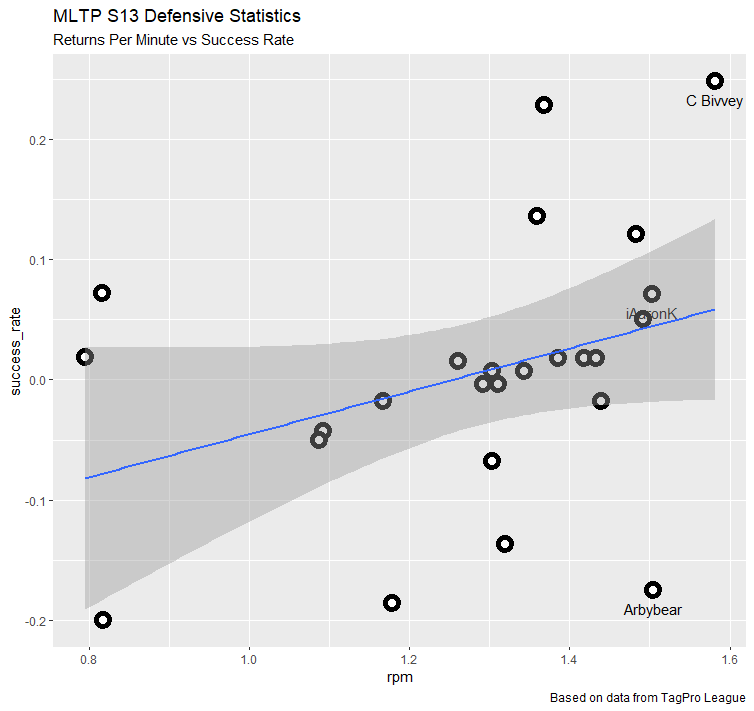 MLTP S13 Defensive Statistics
Returns Per Minute vs Success Rate
C Bivvey
0.2
0.1
iAaronK
success_rate
0.0
-0.1
Arbybear
-0.2
0.8 1.0 1.2 1.4 1.6
rpm
Based on data from TagPro League